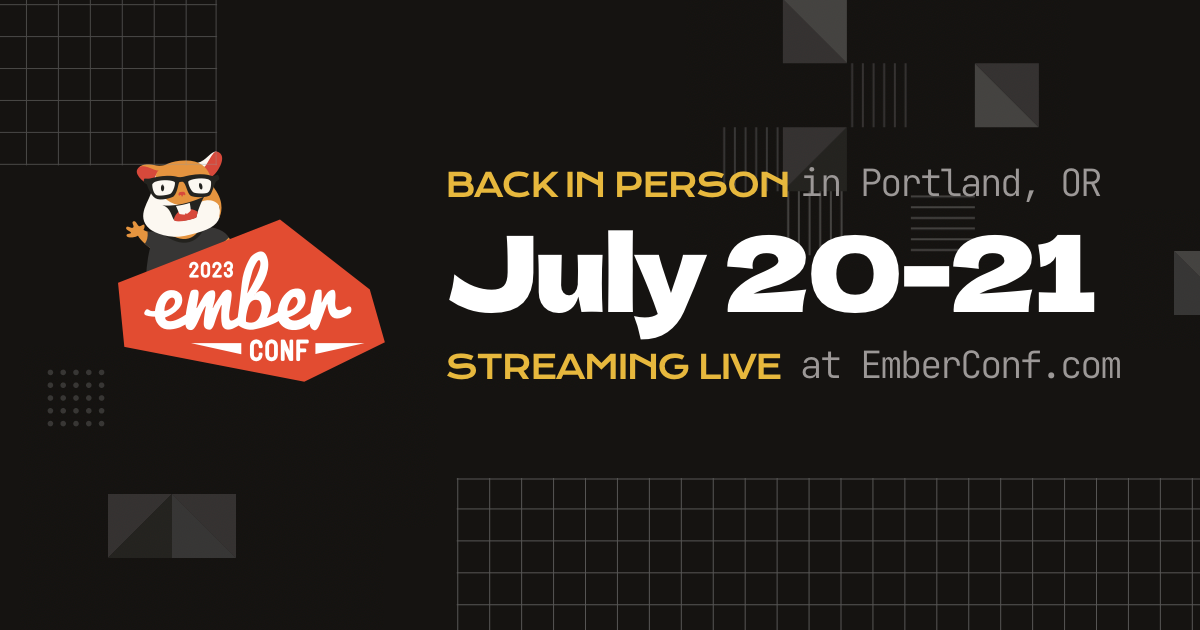 2023
ember
CONF
BACK IN PERSON in Portland, OR
July 20-21
STREAMING LIVE at EmberConf.com